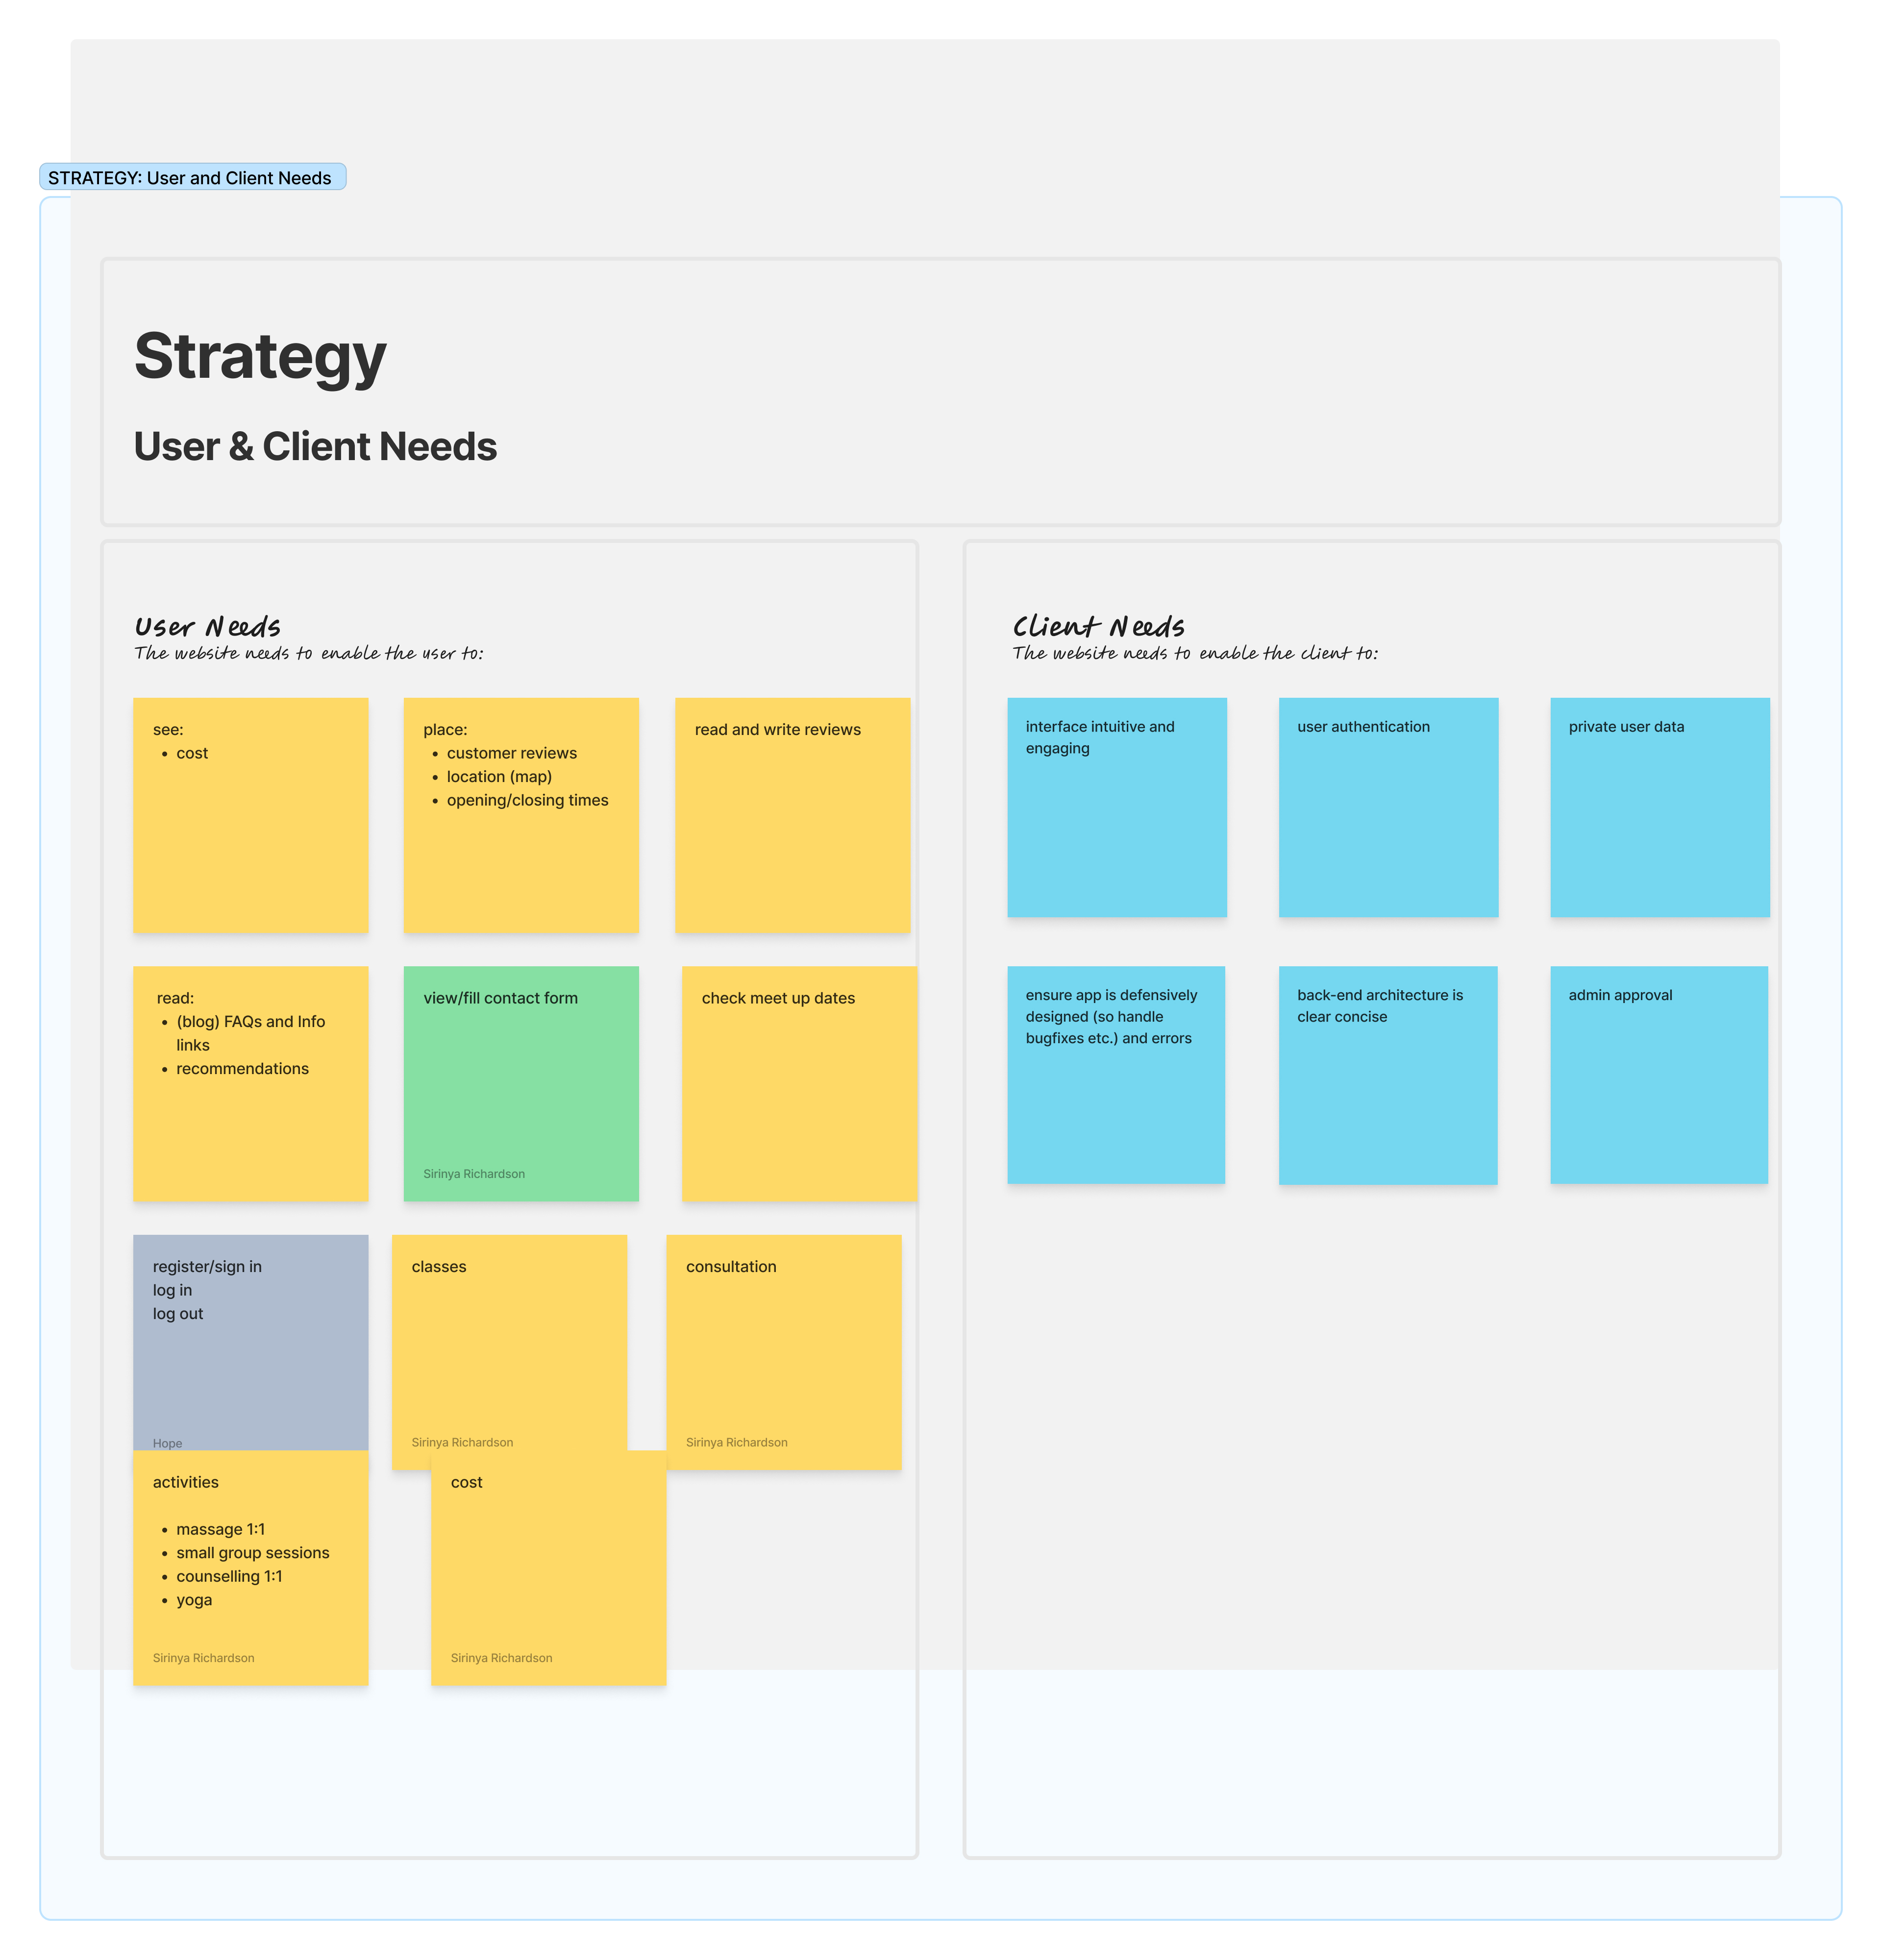 STRATEGY: User and Client Needs
Strategy
User & Client Needs
User Needs
The website needs to enable the user to:
see:
• cost
place:
• customer reviews
• location (map)
• opening/closing times
read and write reviews
read:
• (blog) FAQs and Info
links
• recommendations
view/fill contact form
Sirinya Richardson
check meet up dates
register/sign in
log in
log out
Hope
classes
Sirinya Richardson
consultation
Sirinya Richardson
activities
• massage 1:1
• small group sessions
• counselling 1:1
• yoga
Sirinya Richardson
cost
Sirinya Richardson
Client Needs
The website needs to enable the client to:
interface intuitive and
engaging
user authentication
private user data
ensure app is defensively
designed (so handle
bugfixes etc.) and errors
back-end architecture is
clear concise
admin approval